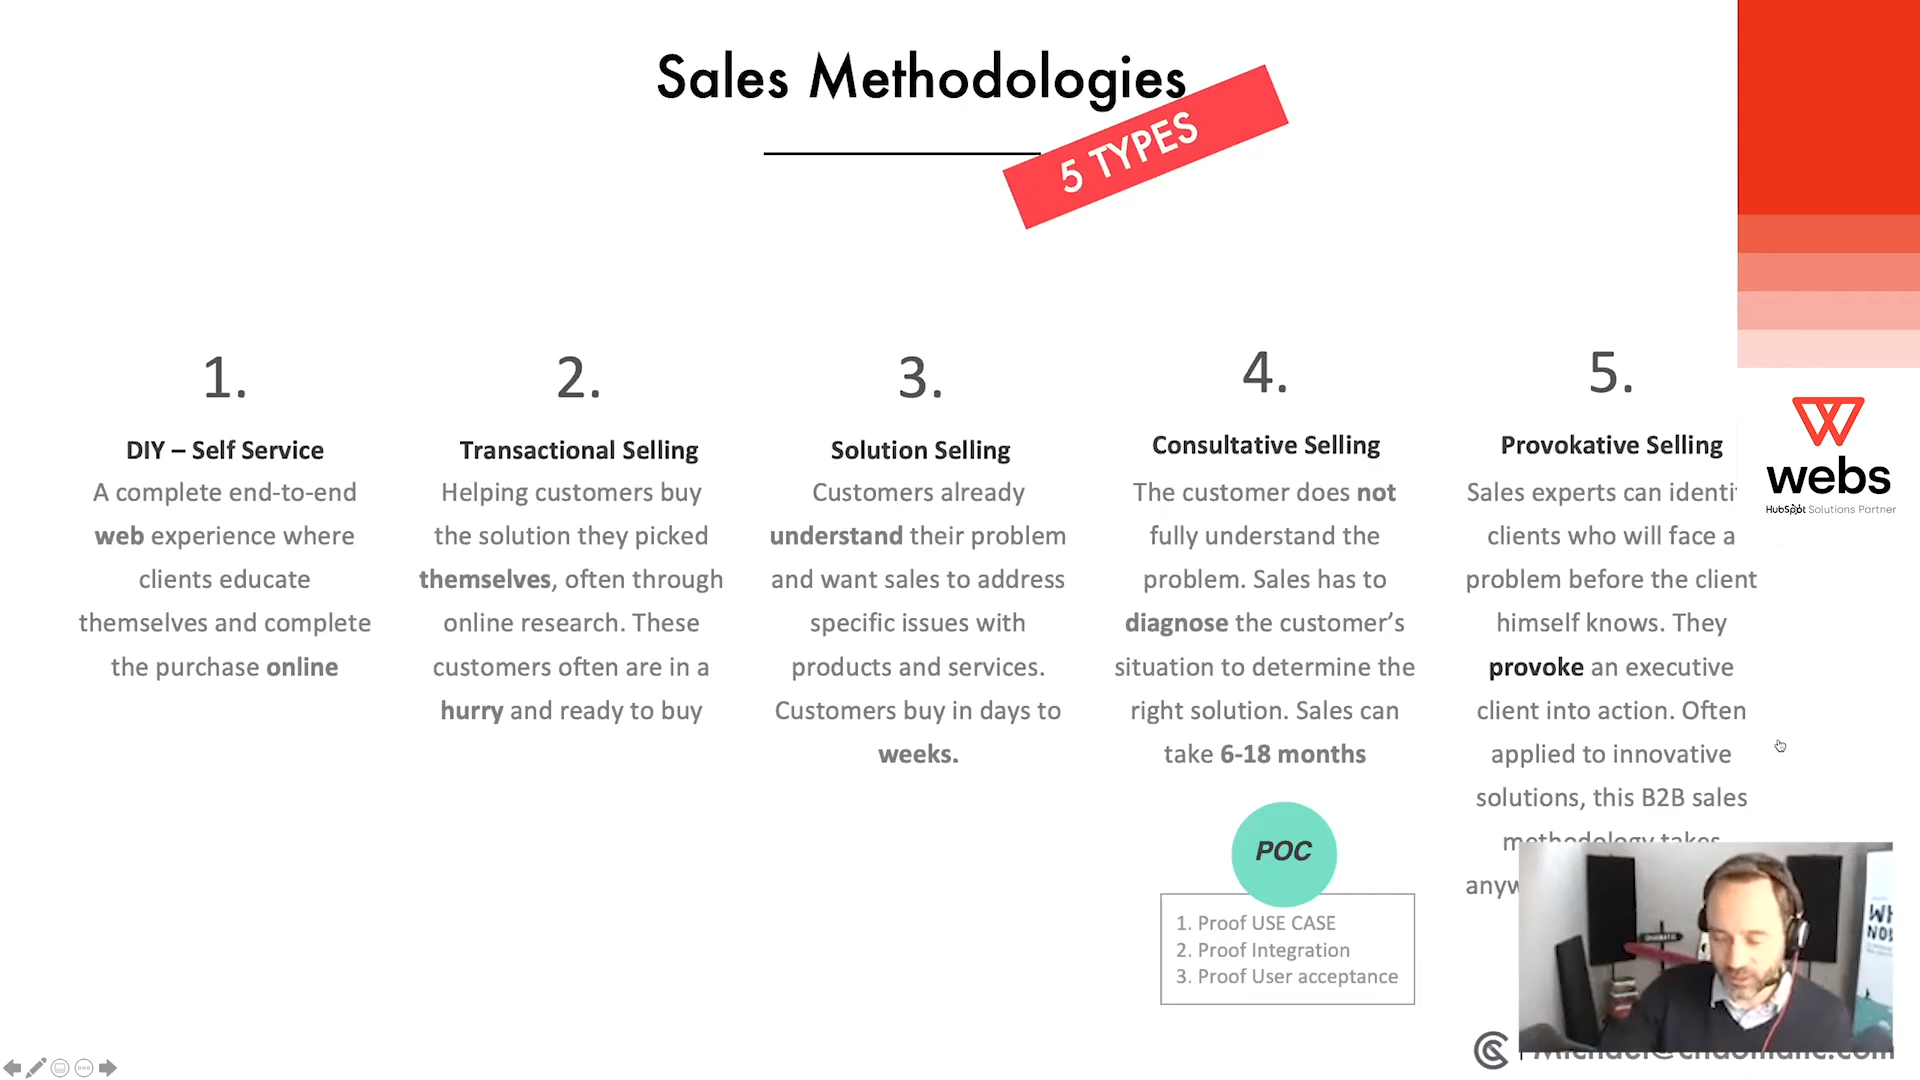 Sales Methodologies
5 TYPES
1.
DIY – Self Service
A complete end-to-end
web experience where
clients educate
themselves and complete
the purchase online
2.
Transactional Selling
Helping customers buy
the solution they picked
themselves, often through
online research. These
customers often are in a
hurry and ready to buy
3.
Solution Selling
Customers already
understand their problem
and want sales to address
specific issues with
products and services.
Customers buy in days to
weeks.
4.
Consultative Selling
The customer does not
fully understand the
problem. Sales has to
diagnose the customer’s
situation to determine the
right solution. Sales can
take 6-18 months
POC
1. Proof USE CASE
2. Proof Integration
3. Proof User acceptance
5.
Provokative Selling
Sales experts can
clients who will face a
problem before the client
himself knows. They
provoke an executive
client into action. Often
applied to innovative
solutions, this B2B sales
methodology takes
webs
HubSpot Solutions Partner